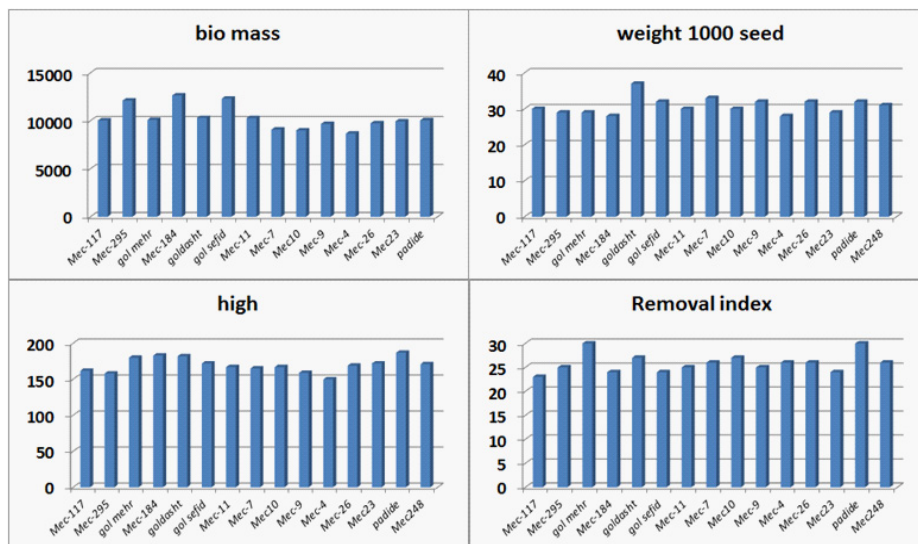 bio mass
15000
10000
5000
0
Mec-117 Mec-295 gol mehr Mec-184 goldasht gol sefid Mec-11 Mec-7 Mec10 Mec-9 Mec-4 Mec-26 Mec23 padide
weight 1000 seed
40
30
20
10
0
Mec-117 Mec-295 gol mehr Mec-184 goldasht gol sefid Mec-11 Mec-7 Mec10 Mec-9 Mec-4 Mec-26 Mec23 padide Mec248
high
200
150
100
50
0
Mec-117 Mec-295 gol mehr Mec-184 goldasht gol sefid Mec-11 Mec-7 Mec10 Mec-9 Mec-4 Mec-26 Mec23 padide Mec248
Removal index
30
25
20
15
10
5
0
Mec-117 Mec-295 gol mehr Mec-184 goldasht gol sefid Mec-11 Mec-7 Mec10 Mec-9 Mec-4 Mec-26 Mec23 padide Mec248